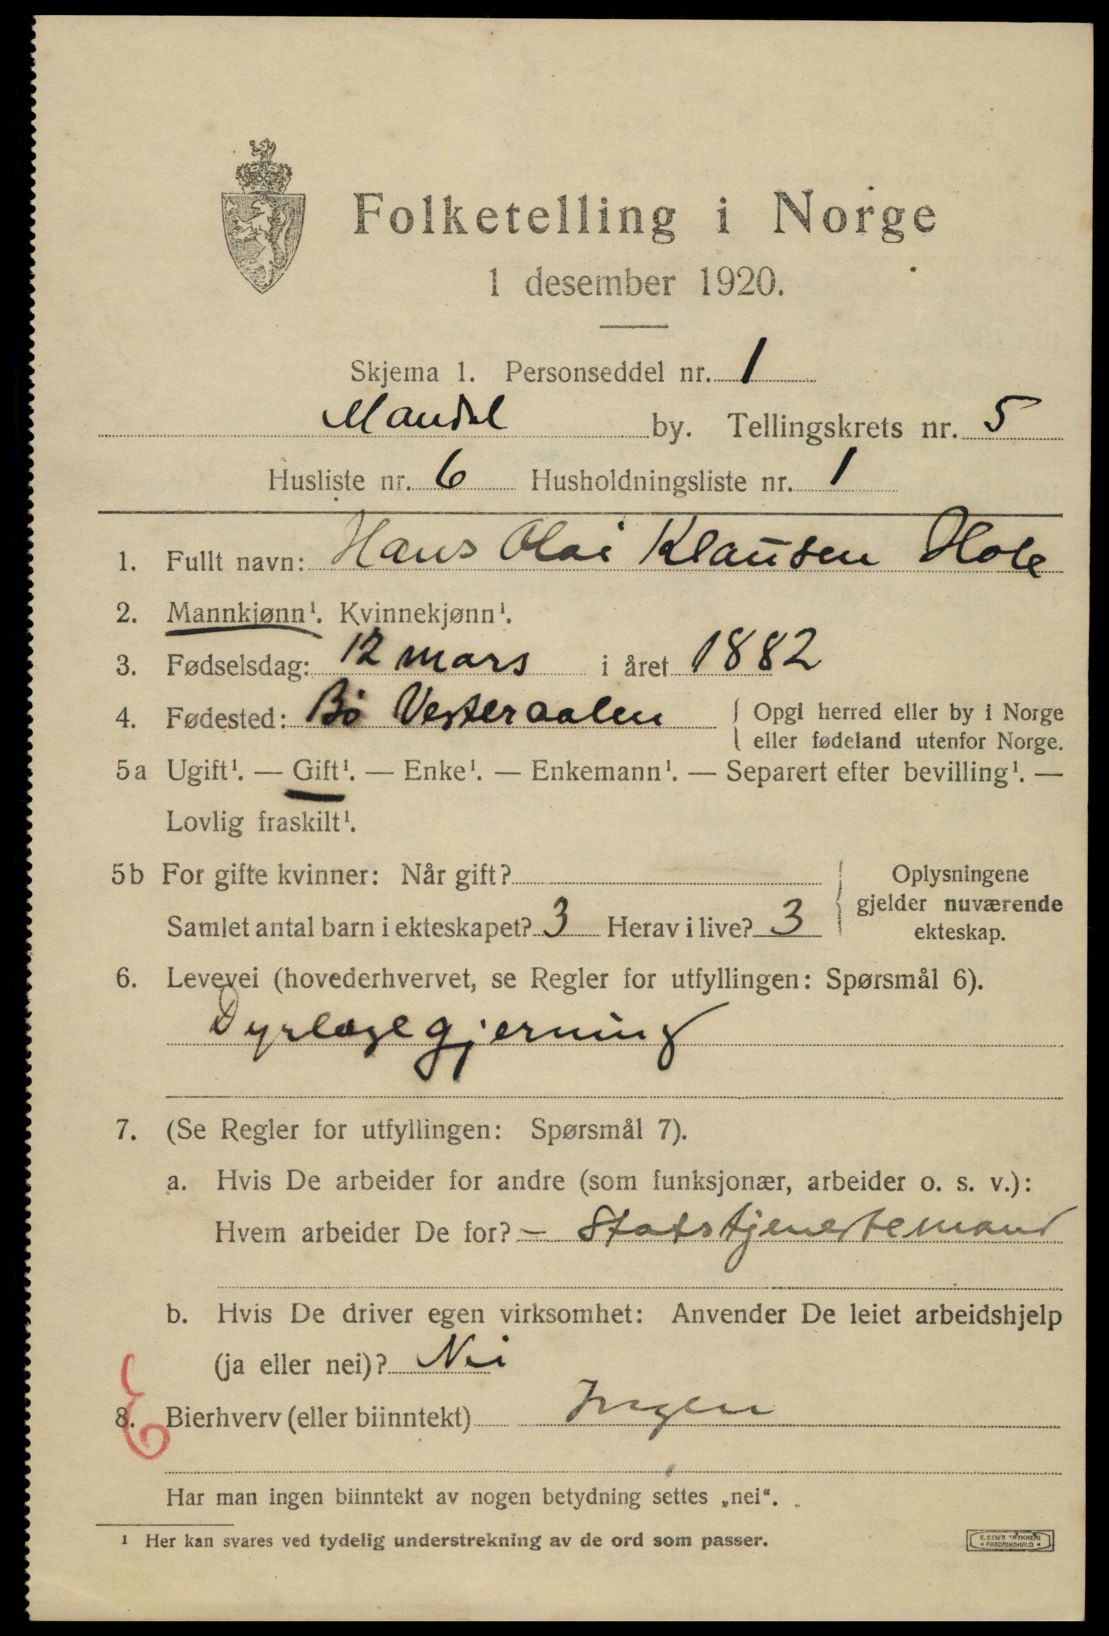 Folketelling i Norge
1 desember 1920.
Skjema 1. Personseddel nr. 1
Mandal by. Tellingskrets nr. 5
Husliste nr. 6 Husholdningsliste nr. 1
1. Fullt navn: Hans Olai Klausen Hole
2. Mannkjønn¹. Kvinnekjønn¹.
3. Fødselsdag: 12 mars i året 1882
4. Fødested: Bø Vesteraalen
Opgi herred eller by i Norge
eller fødeland utenfor Norge.
5a Ugift¹. — Gift¹. — Enke¹. — Enkemann¹. — Separert efter bevilling¹. —
Lovlig fraskilt¹.
5b For gifte kvinner: Når gift?
Samlet antal barn i ekteskapet? 3 Herav i live? 3
Oplysningene
gjelder nuværende
ekteskap.
6. Levevei (hovederhvervet, se Regler for utfyllingen: Spørsmål 6).
Dyrlægegjerning
7. (Se Regler for utfyllingen: Spørsmål 7).
a. Hvis De arbeider for andre (som funksjonær, arbeider o. s. v.):
Hvem arbeider De for? — Statstjenestemand
b. Hvis De driver egen virksomhet: Anvender De leiet arbeidshjelp
(ja eller nei)? Nei
8. Bierhverv (eller biinntekt) Ingen
Har man ingen biinntekt av nogen betydning settes „nei“.
¹ Her kan svares ved tydelig understrekning av de ord som passer.
FREDRIKSHALD